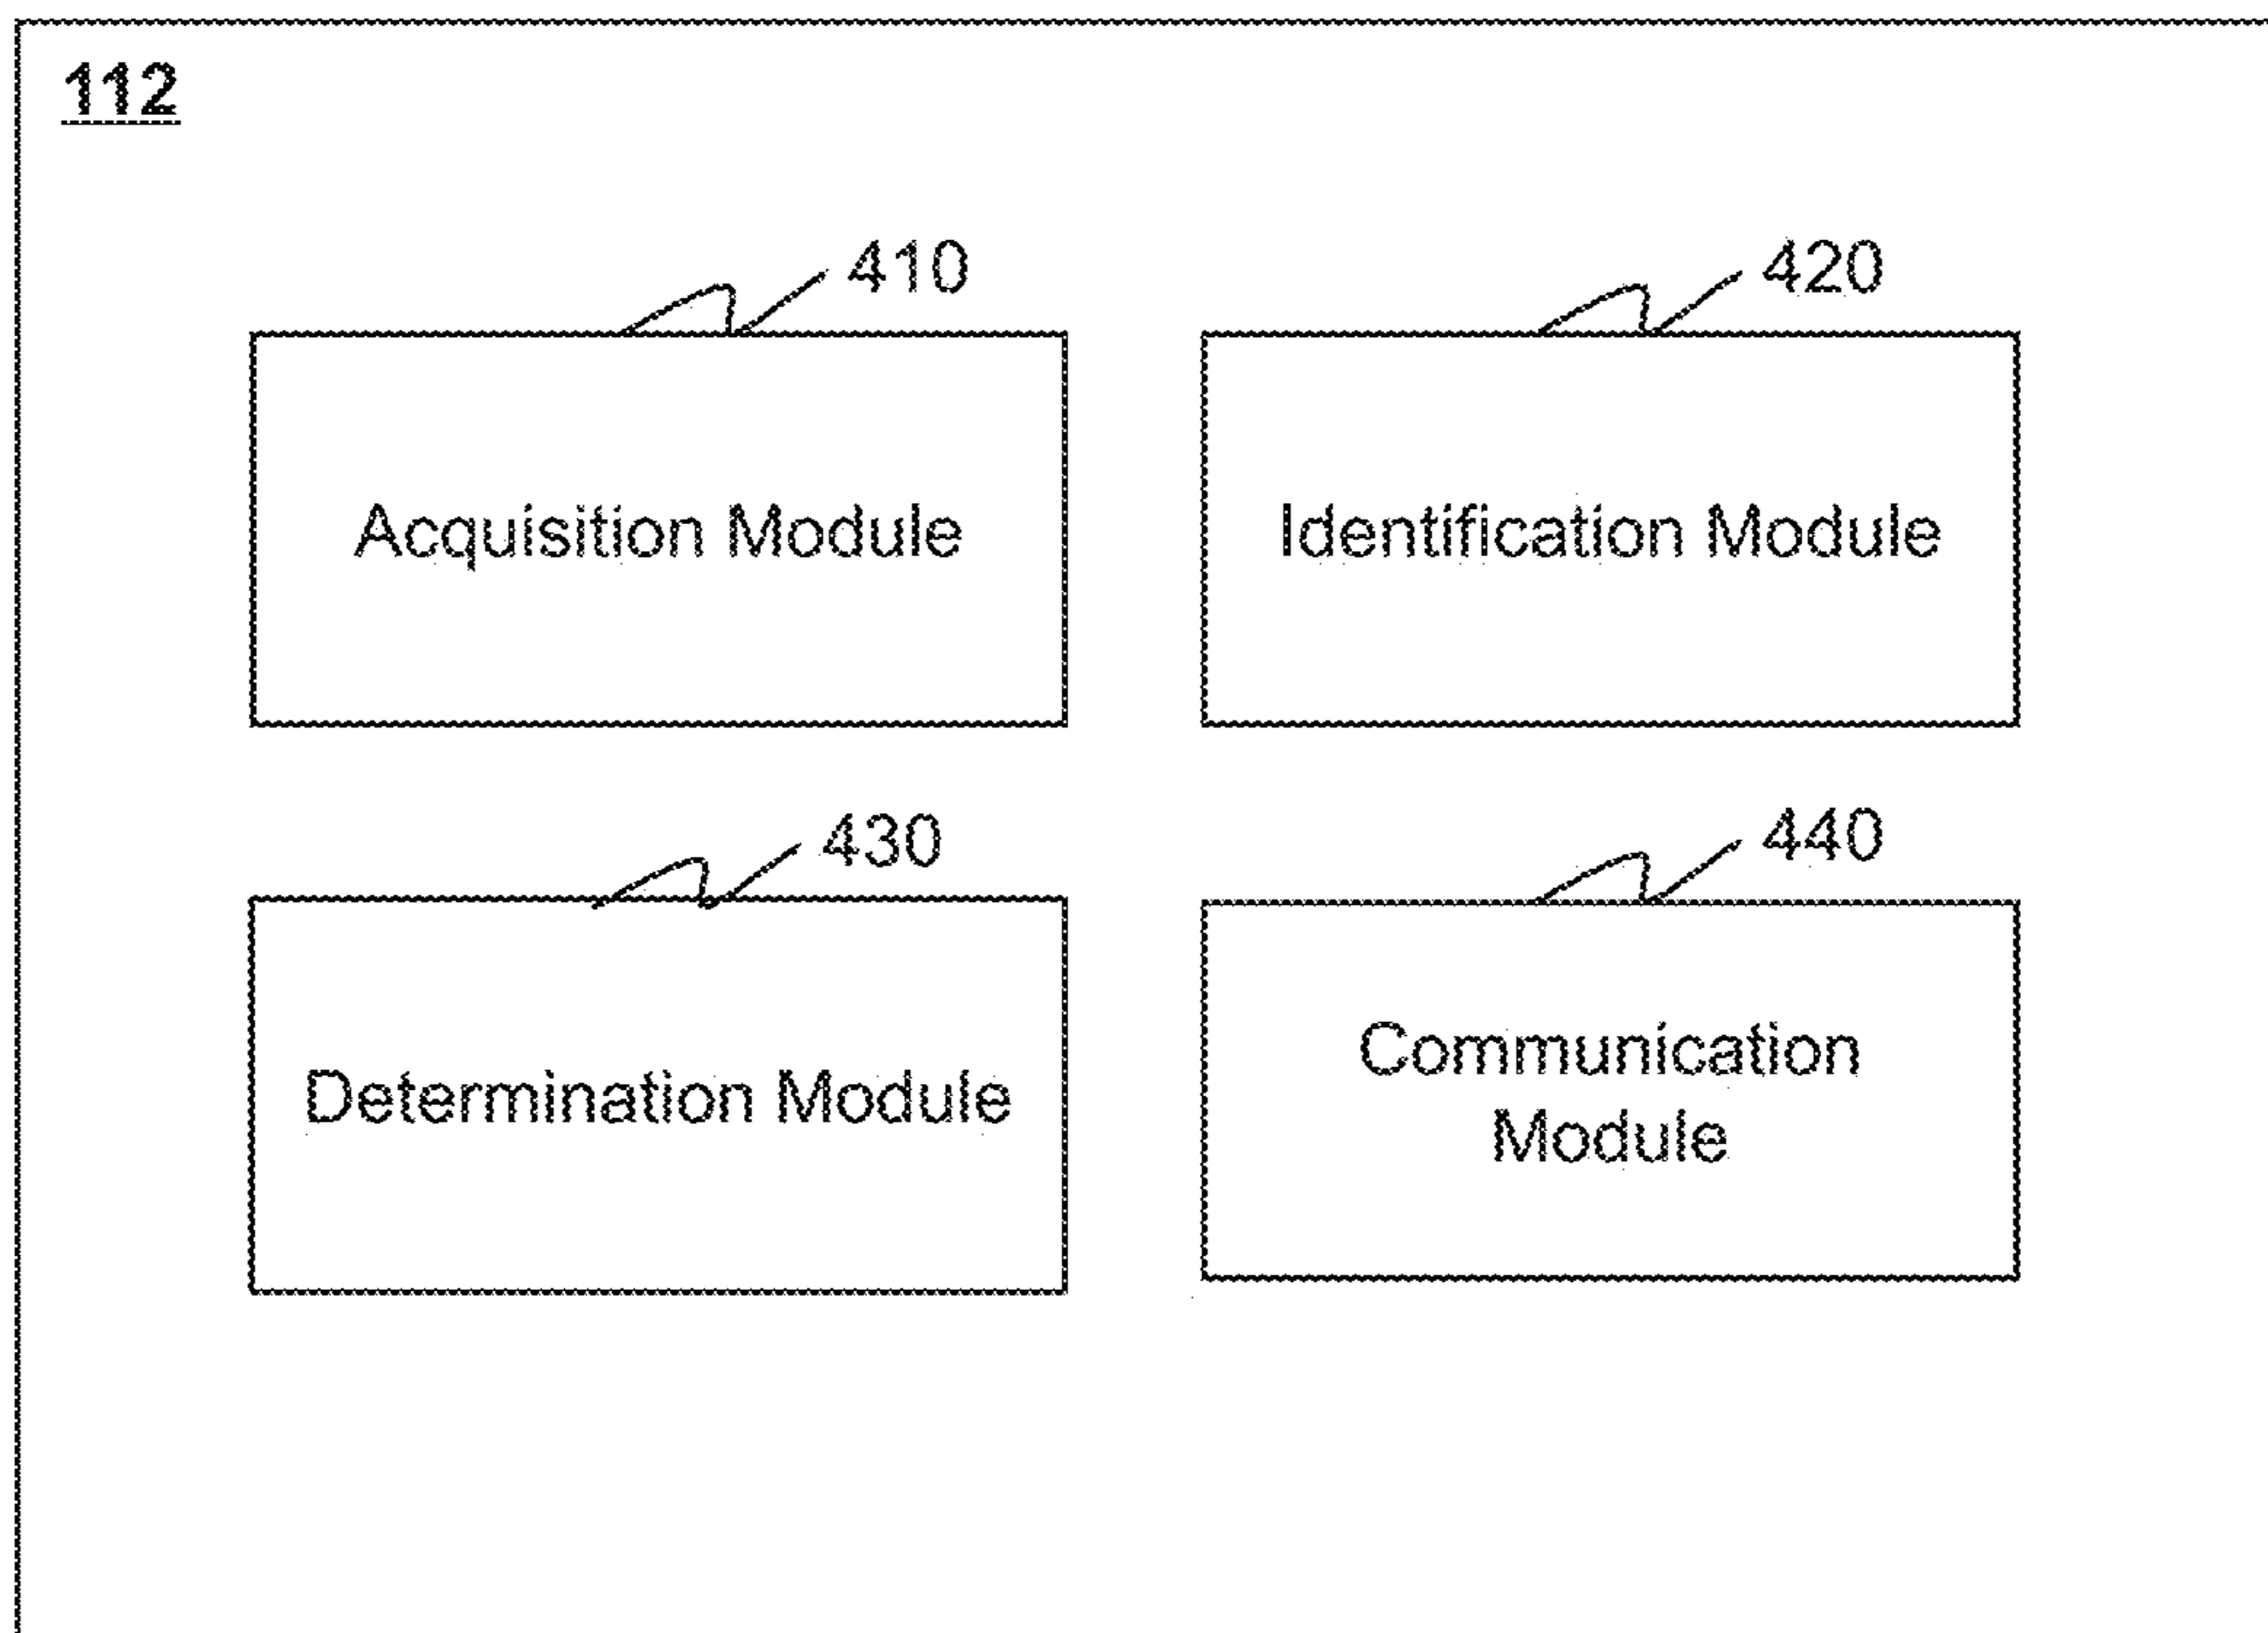 112
410
420
Acquisition Module
Identification Module
430
440
Determination Module
Communication
Module